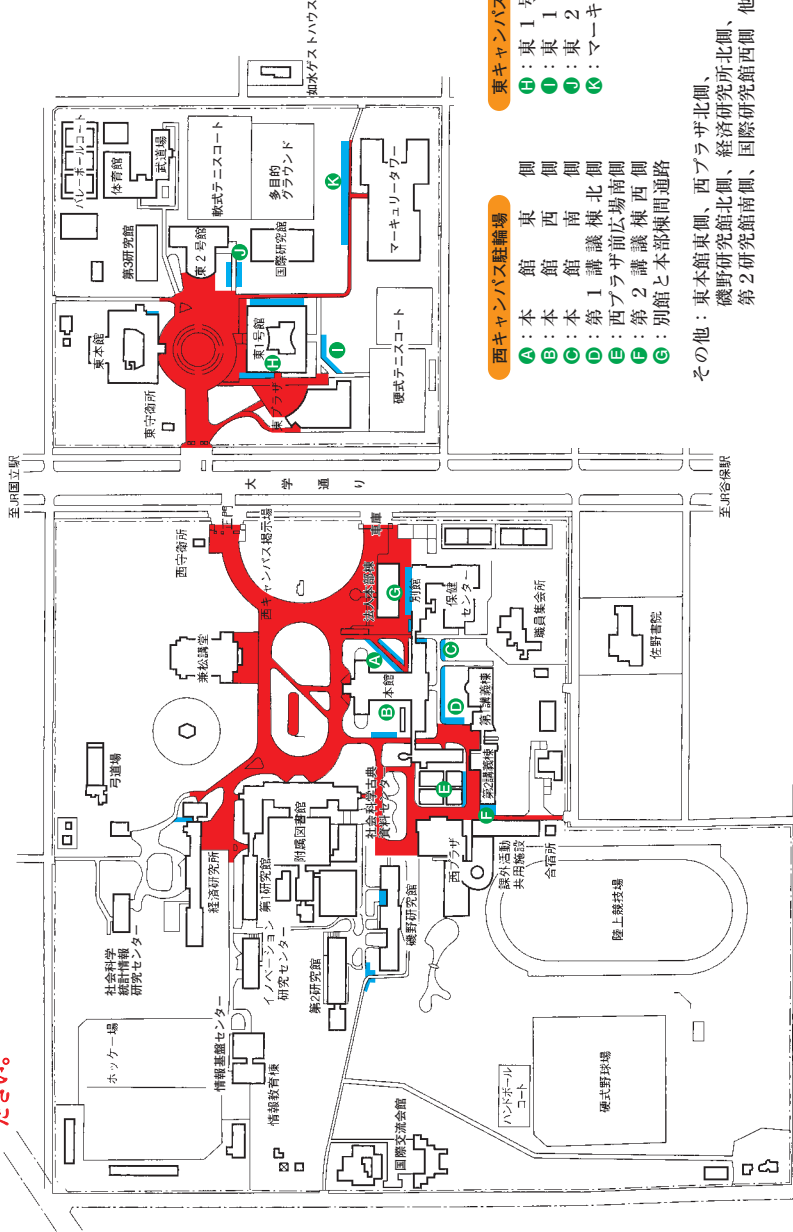 ださい。
至JR国立駅
至JR谷保駅
大学通り
如水ゲストハウス
バレーボールコート
体育館
武道場
第3研究館
東2号館
軟式テニスコート
多目的
グラウンド
国際研究館
マーキュリータワー
東本館
東守衛所
東1号館
東プラザ
硬式テニスコート
H
I
J
K
西守衛所
正門
西キャンパス掲示場
車庫
法人本部棟
別館
保健
センター
職員集会所
佐野書院
兼松講堂
本館
第1講義棟
第2講義棟
A
B
C
D
E
F
G
弓道場
経済研究所
社会科学
統計情報
研究センター
附属図書館
社会科学古典
資料センター
第1研究館
イノベーション
研究センター
第2研究館
磯野研究館
西プラザ
課外活動
共用施設
合宿所
陸上競技場
ホッケー場
情報基盤センター
情報教育棟
国際交流会館
ハンドボール
コート
硬式野球場
西キャンパス駐輪場
A:本館東側
B:本館西側
C:本館南側
D:第1講義棟北側
E:西プラザ前広場南側
F:第2講義棟西側
G:別館と本部棟間通路
東キャンパス
H:東1号
I:東1
J:東2
K:マーキ
その他:東本館東側、西プラザ北側、
磯野研究館北側、経済研究所北側、
第2研究館南側、国際研究館西側 他